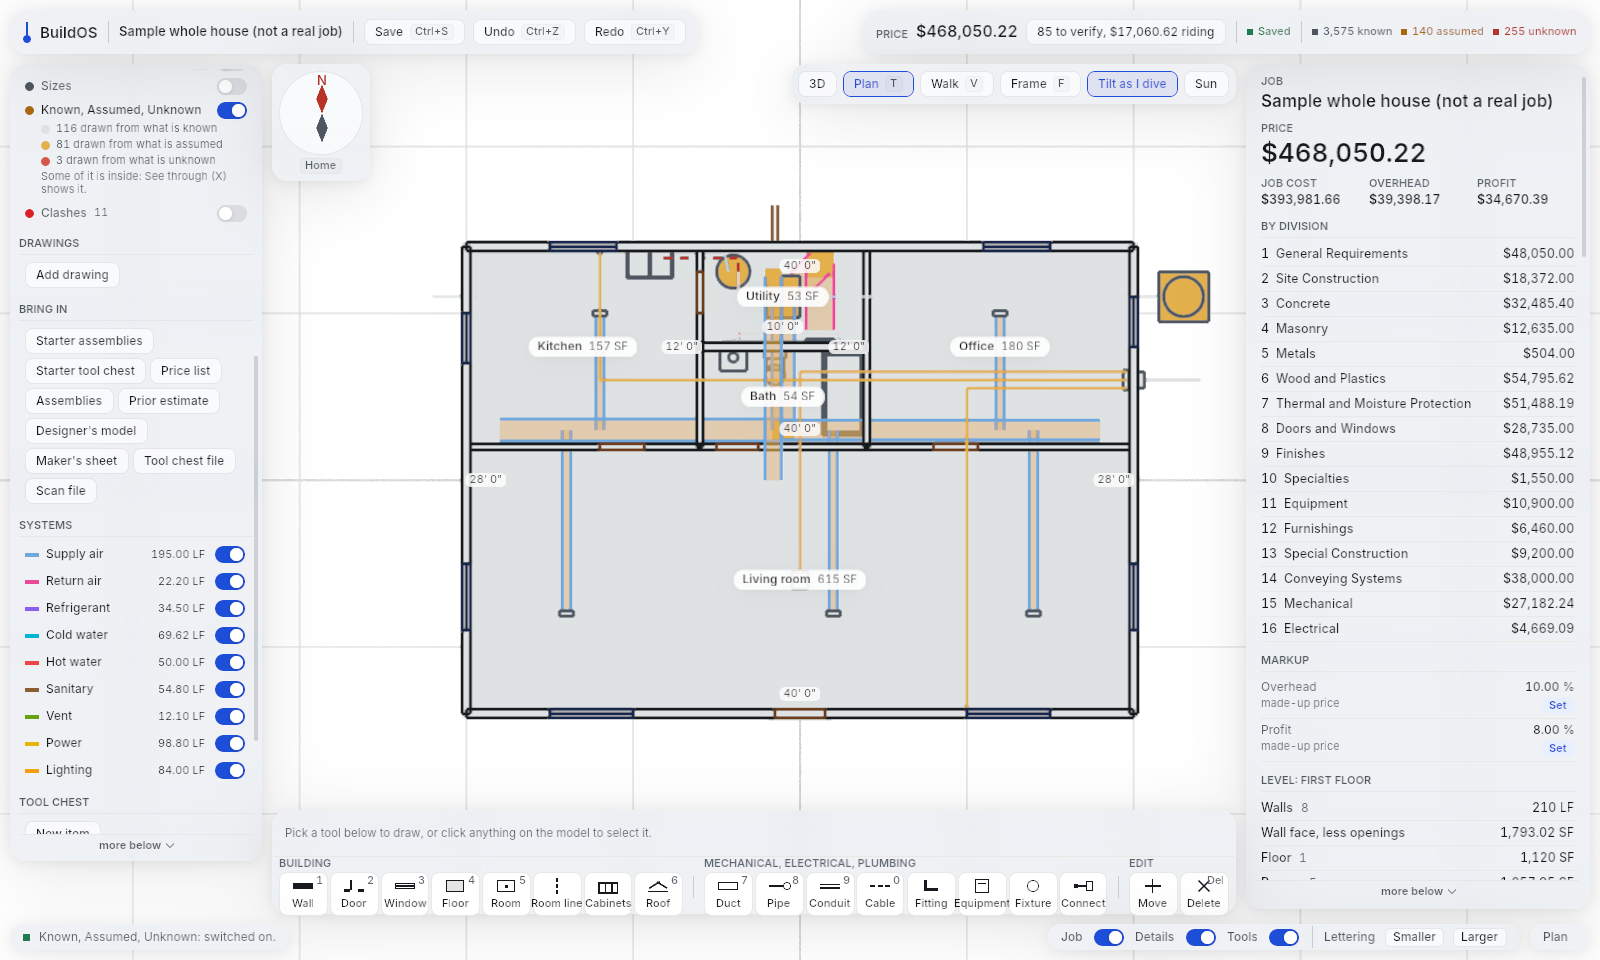 BuildOS
Sample whole house (not a real job)
Save Ctrl+S
Undo Ctrl+Z
Redo Ctrl+Y
PRICE $468,050.22
85 to verify, $17,060.62 riding
Saved
3,575 known
140 assumed
255 unknown
Sizes
Known, Assumed, Unknown
116 drawn from what is known
81 drawn from what is assumed
3 drawn from what is unknown
Some of it is inside: See through (X)
shows it.
Clashes 11
DRAWINGS
Add drawing
BRING IN
Starter assemblies
Starter tool chest
Price list
Assemblies
Prior estimate
Designer's model
Maker's sheet
Tool chest file
Scan file
SYSTEMS
Supply air 195.00 LF
Return air 22.20 LF
Refrigerant 34.50 LF
Cold water 69.62 LF
Hot water 50.00 LF
Sanitary 54.80 LF
Vent 12.10 LF
Power 98.80 LF
Lighting 84.00 LF
TOOL CHEST
New item
more below
N
Home
3D
Plan T
Walk V
Frame F
Tilt as I dive
Sun
40' 0"
Utility 53 SF
10' 0"
Kitchen 157 SF
12' 0"
12' 0"
Office 180 SF
Bath 54 SF
40' 0"
28' 0"
28' 0"
Living room 615 SF
40' 0"
JOB
Sample whole house (not a real job)
PRICE
$468,050.22
JOB COST OVERHEAD PROFIT
$393,981.66 $39,398.17 $34,670.39
BY DIVISION
1 General Requirements $48,050.00
2 Site Construction $18,372.00
3 Concrete $32,485.40
4 Masonry $12,635.00
5 Metals $504.00
6 Wood and Plastics $54,795.62
7 Thermal and Moisture Protection $51,488.19
8 Doors and Windows $28,735.00
9 Finishes $48,955.12
10 Specialties $1,550.00
11 Equipment $10,900.00
12 Furnishings $6,460.00
13 Special Construction $9,200.00
14 Conveying Systems $38,000.00
15 Mechanical $27,182.24
16 Electrical $4,669.09
MARKUP
Overhead 10.00 %
made-up price Set
Profit 8.00 %
made-up price Set
LEVEL: FIRST FLOOR
Walls 8 210 LF
Wall face, less openings 1,793.02 SF
Floor 1 1,120 SF
more below
Pick a tool below to draw, or click anything on the model to select it.
BUILDING
Wall 1
Door 2
Window 3
Floor 4
Room 5
Room line
Cabinets
Roof 6
MECHANICAL, ELECTRICAL, PLUMBING
Duct 7
Pipe 8
Conduit 9
Cable 0
Fitting
Equipment
Fixture
Connect
EDIT
Move
Delete Del
Known, Assumed, Unknown: switched on.
Job
Details
Tools
Lettering
Smaller
Larger
Plan